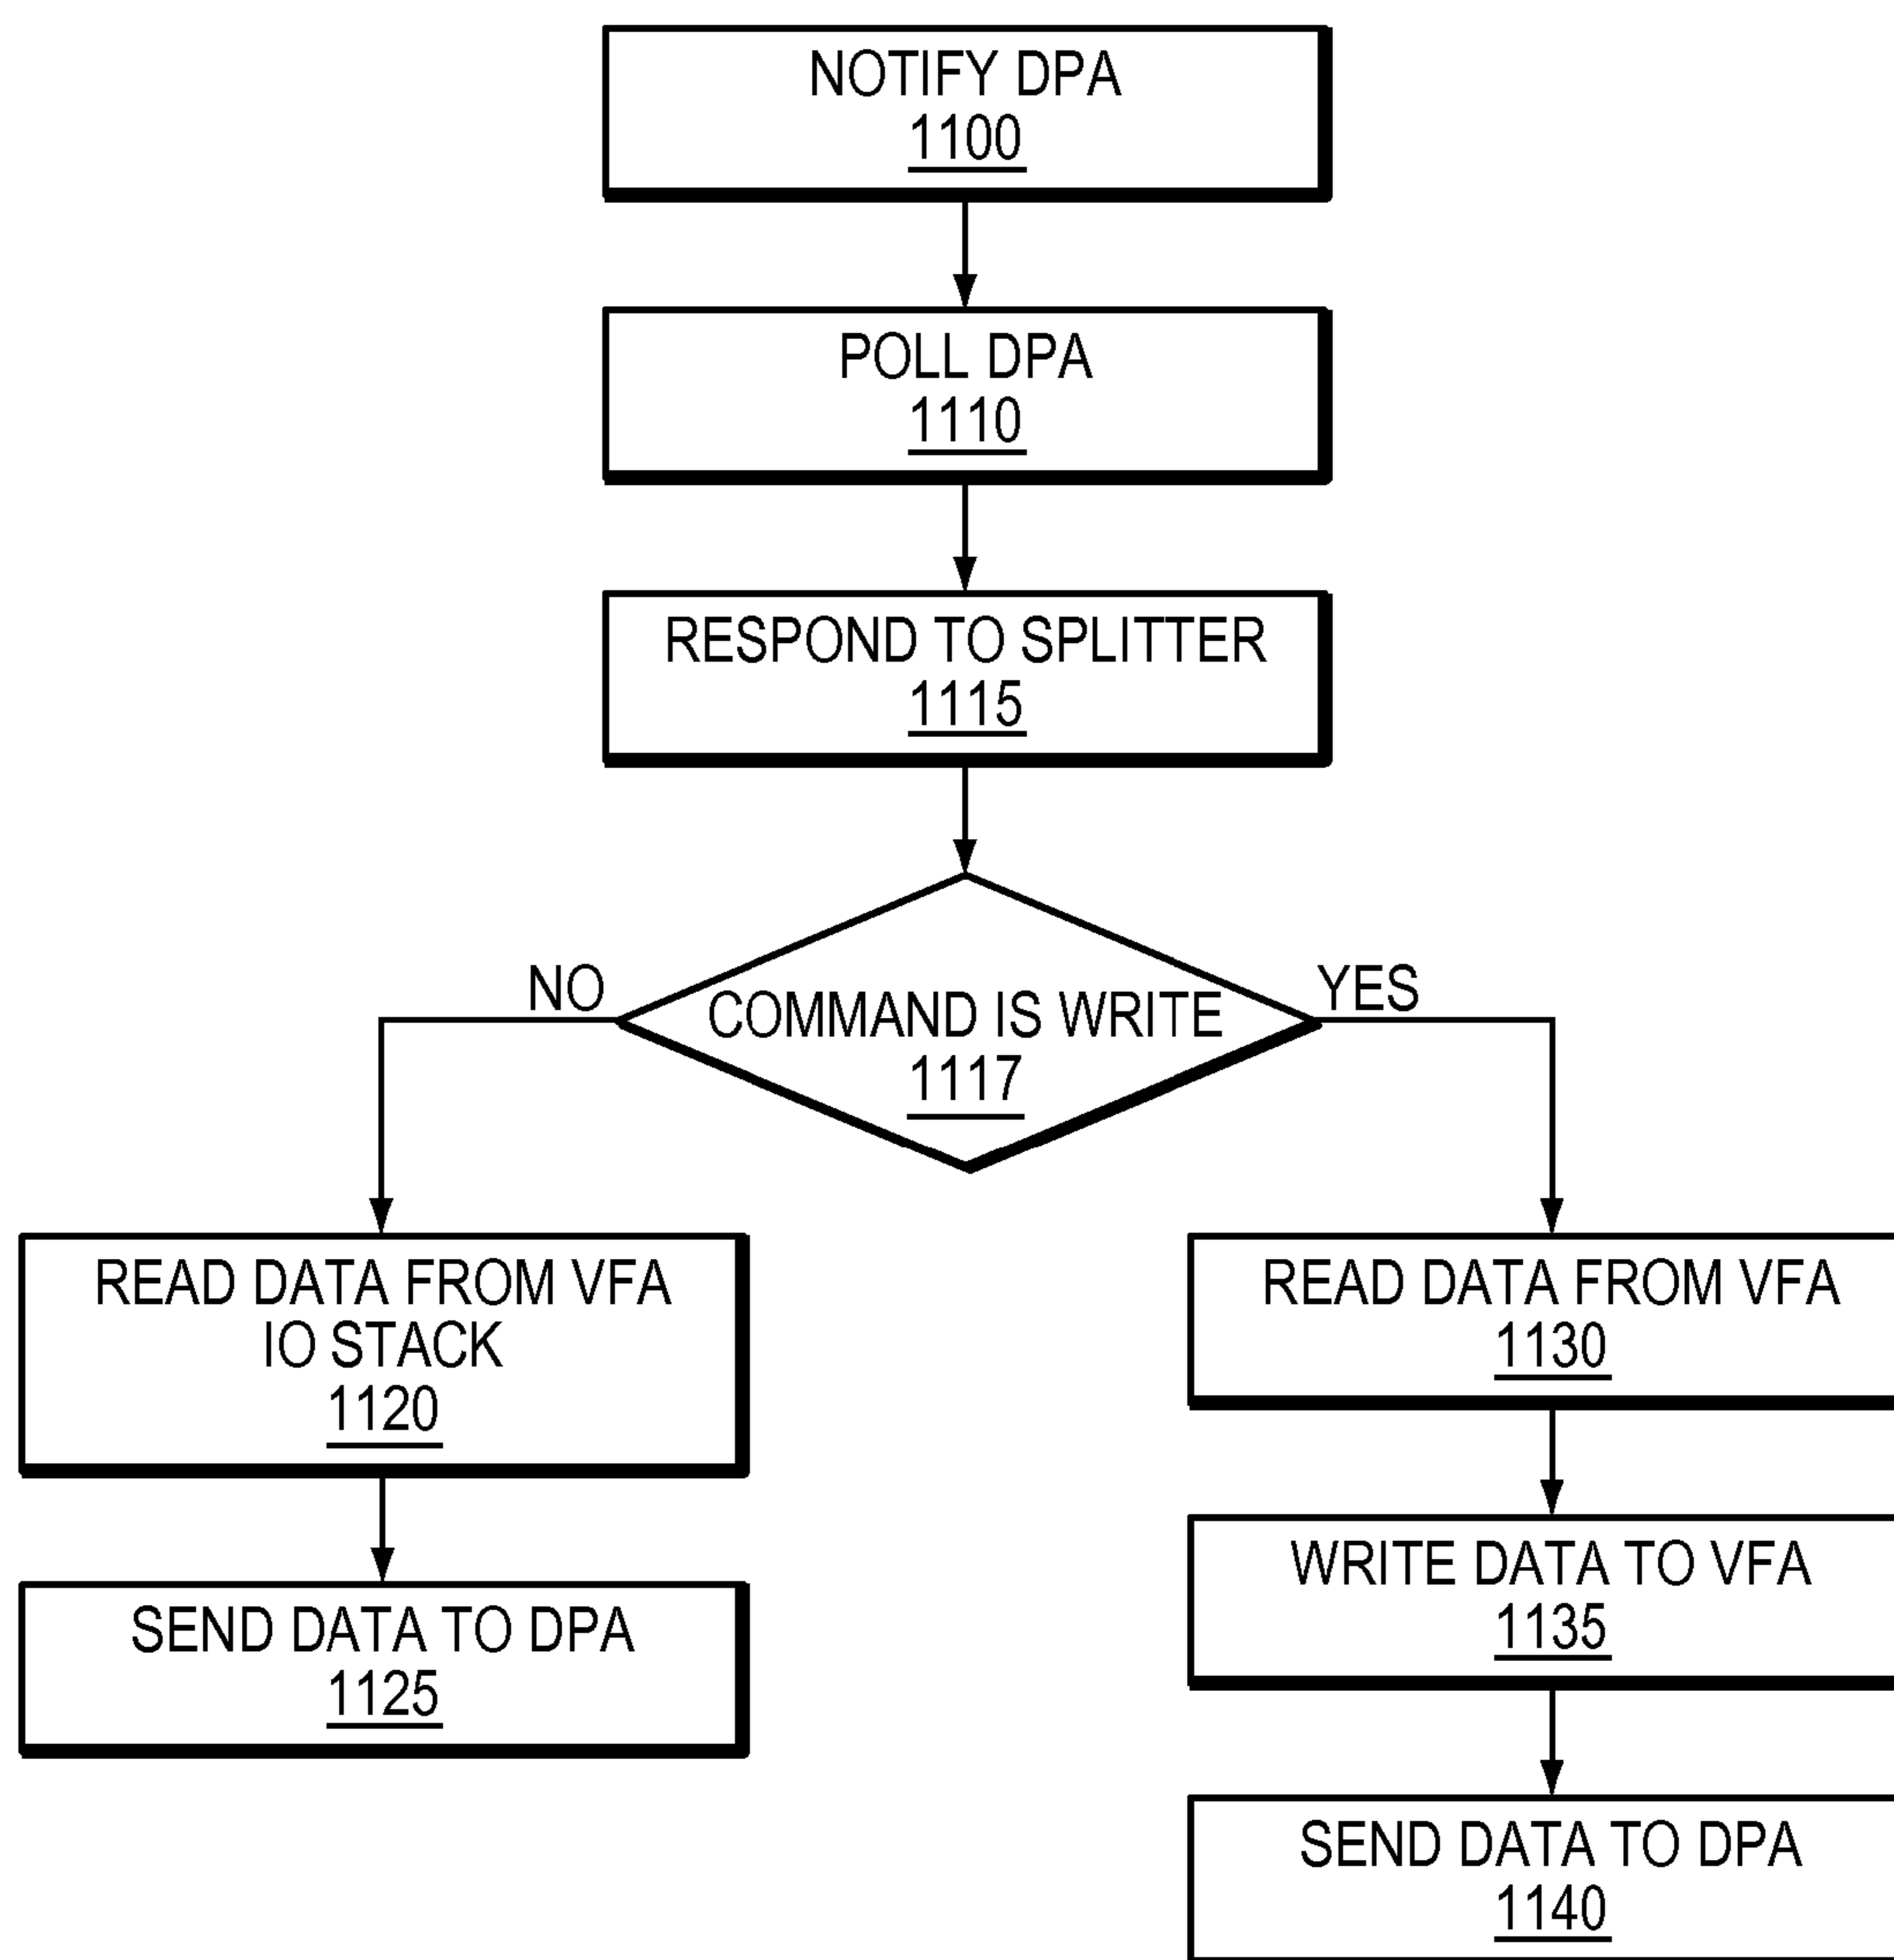 NOTIFY DPA
1100
POLL DPA
1110
RESPOND TO SPLITTER
1115
NO
YES
COMMAND IS WRITE
1117
READ DATA FROM VFA
IO STACK
1120
SEND DATA TO DPA
1125
READ DATA FROM VFA
1130
WRITE DATA TO VFA
1135
SEND DATA TO DPA
1140